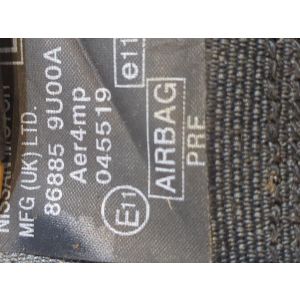 MFG (UK) LTD.
86885 9U00A
Aer4mp
045519
E11
e11
AIRBAG
PRE